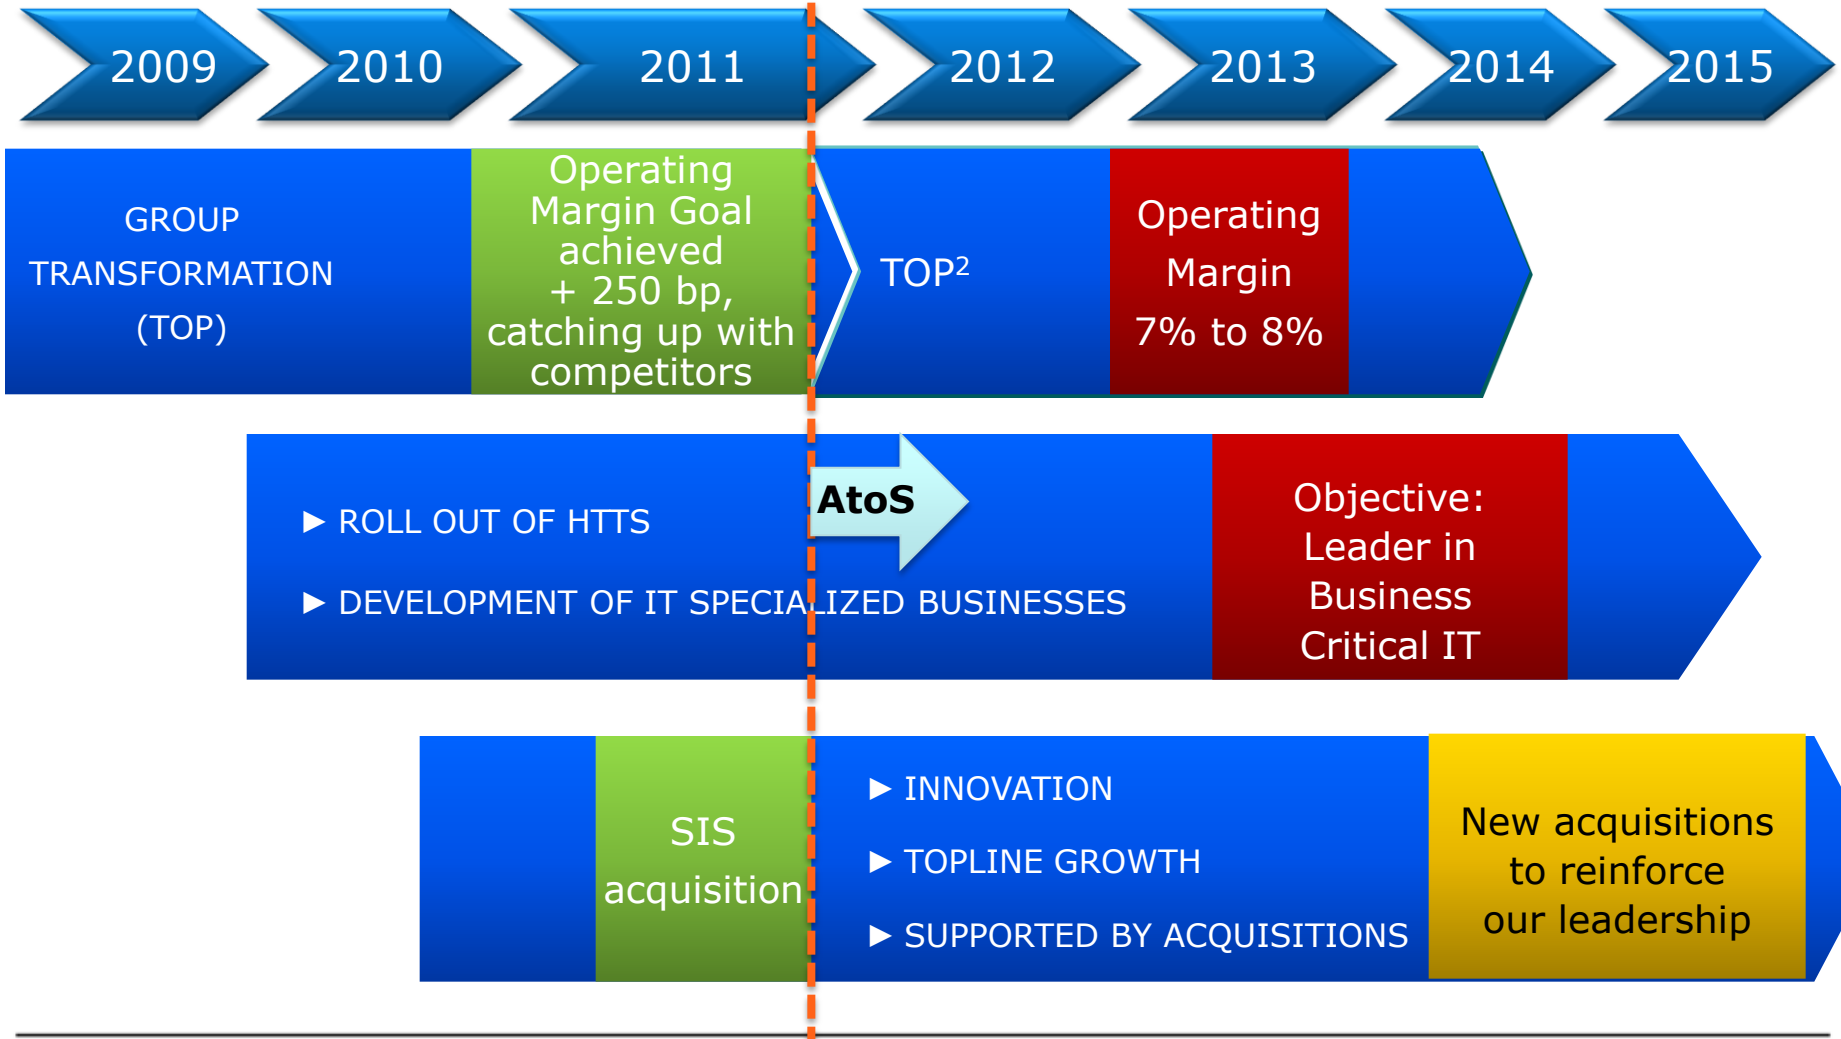 2009
2010
2011
2012
2013
2014
2015
GROUP
TRANSFORMATION
(TOP)
Operating
Margin Goal
achieved
+ 250 bp,
catching up with
competitors
TOP²
Operating
Margin
7% to 8%
► ROLL OUT OF HTTS
► DEVELOPMENT OF IT SPECIALIZED BUSINESSES
AtoS
Objective:
Leader in
Business
Critical IT
SIS
acquisition
► INNOVATION
► TOPLINE GROWTH
► SUPPORTED BY ACQUISITIONS
New acquisitions
to reinforce
our leadership